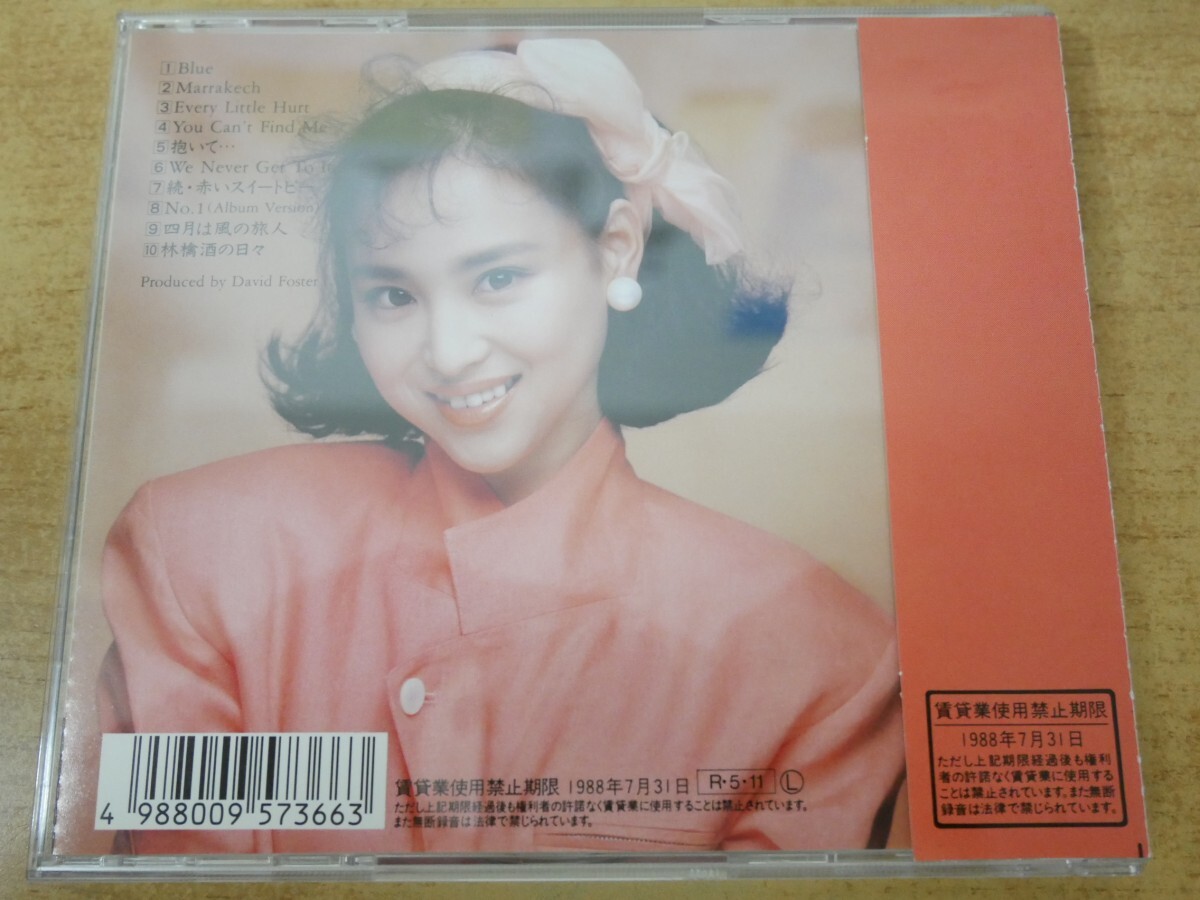 1 Blue
2 Marrakech
3 Every Little Hurt
4 You Can't Find Me
5 抱いて…
6 We Never Get To
7 続・赤いスイートピー
8 No.1 (Album Version)
9 四月は風の旅人
10 林檎酒の日々
Produced by David Foster
4 988009 573663
賃貸業使用禁止期限 1988年7月31日 R・5・11 L
ただし上記期限経過後も権利者の許諾なく賃貸業に使用することは禁止されています。
また無断録音は法律で禁じられています。
賃貸業使用禁止期限
1988年7月31日
ただし上記期限経過後も権利
者の許諾なく賃貸業に使用する
ことは禁止されています。また無断
録音は法律で禁じられています。